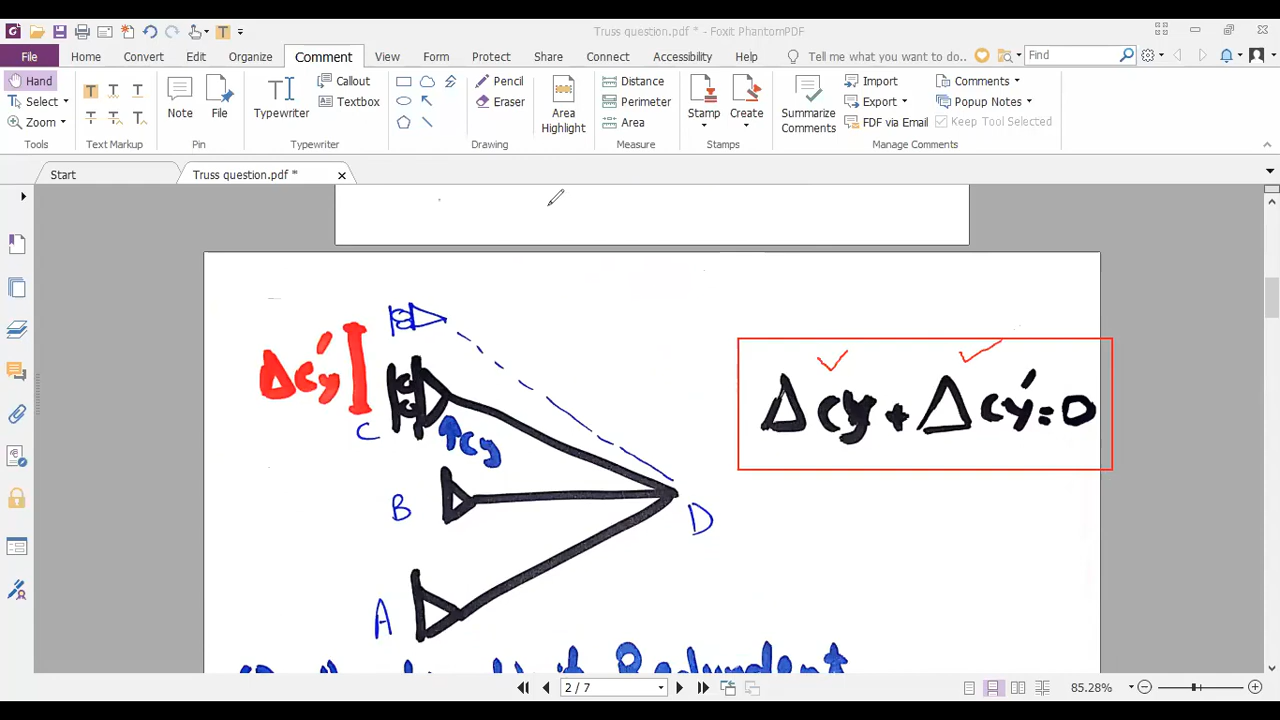 Truss question.pdf * - Foxit PhantomPDF
File Home Convert Edit Organize Comment View Form Protect Share Connect Accessibility Help Tell me what you want to do... Find
Hand
Select
Zoom
Tools
Text Markup
Note
File
Pin
Typewriter
Callout
Textbox
Typewriter
Pencil
Eraser
Area Highlight
Drawing
Distance
Perimeter
Area
Measure
Stamp
Create
Stamps
Summarize Comments
Import
Export
FDF via Email
Comments
Popup Notes
Keep Tool Selected
Manage Comments
Start
Truss question.pdf *
ΔCy'
C
Cy
B
D
A
ΔCy + ΔCy' = 0
Redundent
2 / 7
85.28%